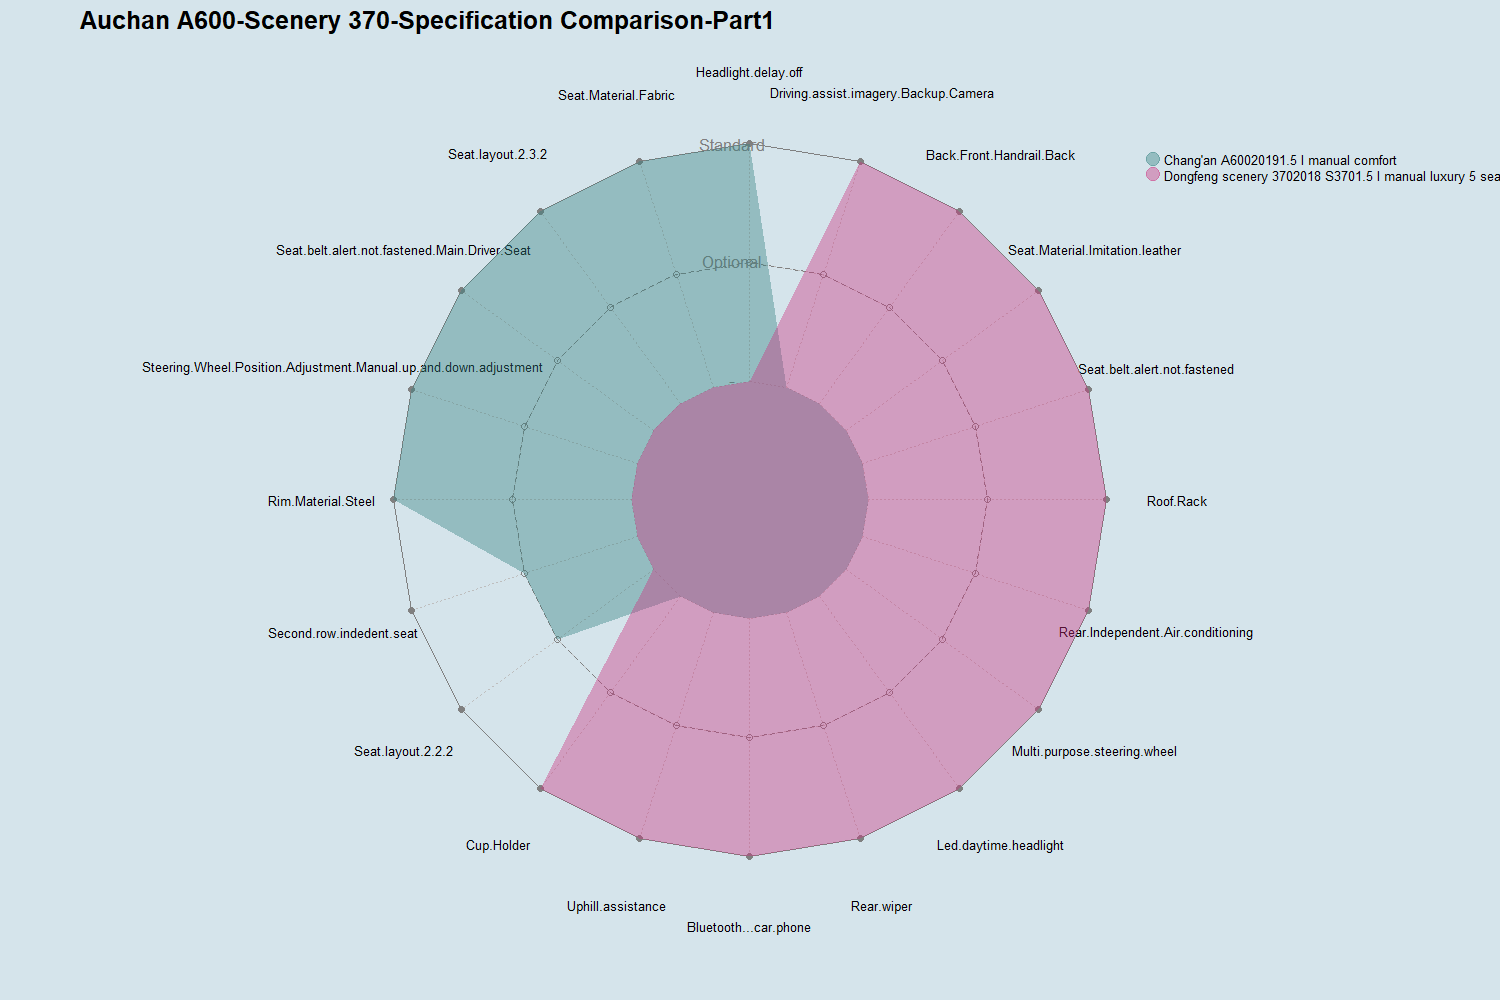 Auchan A600-Scenery 370-Specification Comparison-Part1
Headlight.delay.off
Driving.assist.imagery.Backup.Camera
Seat.Material.Fabric
Standard
Seat.layout.2.3.2
Back.Front.Handrail.Back
Chang'an A60020191.5 l manual comfort
Dongfeng scenery 3702018 S3701.5 l manual luxury 5 sea
Seat.belt.alert.not.fastened.Main.Driver.Seat
Seat.Material.Imitation.leather
Optional
Steering.Wheel.Position.Adjustment.Manual.up.and.down.adjustment
Seat.belt.alert.not.fastened
-
Rim.Material.Steel
Roof.Rack
Second.row.indedent.seat
Rear.Independent.Air.conditioning
Seat.layout.2.2.2
Multi.purpose.steering.wheel
Cup.Holder
Led.daytime.headlight
Uphill.assistance
Rear.wiper
Bluetooth...car.phone